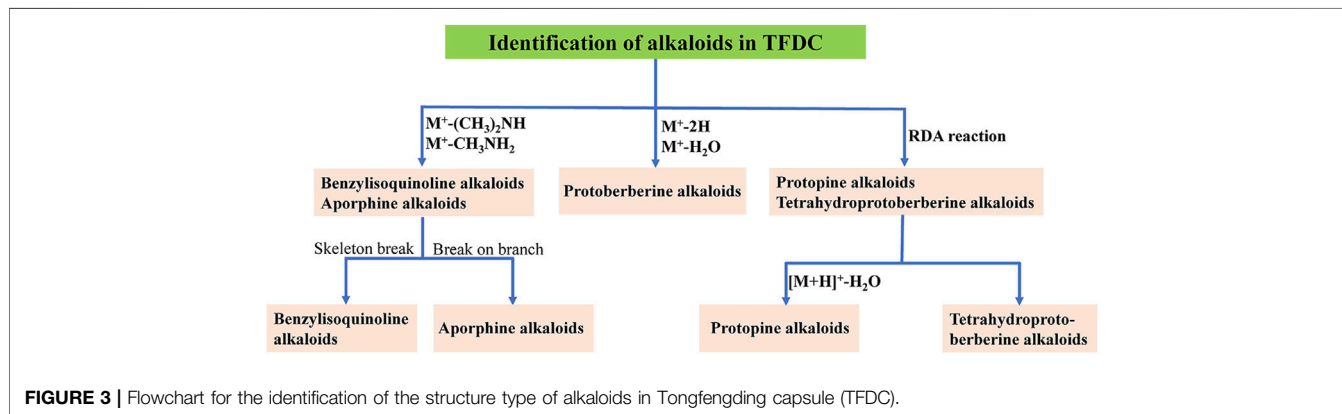 Identification of alkaloids in TFDC
M⁺-(CH₃)₂NH
M⁺-CH₃NH₂
M⁺-2H
M⁺-H₂O
RDA reaction
Benzylisoquinoline alkaloids
Aporphine alkaloids
Protoberberine alkaloids
Protopine alkaloids
Tetrahydroprotoberberine alkaloids
Skeleton break
Break on branch
[M+H]⁺-H₂O
Benzylisoquinoline
alkaloids
Aporphine alkaloids
Protopine alkaloids
Tetrahydroproto-
berberine alkaloids
FIGURE 3 | Flowchart for the identification of the structure type of alkaloids in Tongfengding capsule (TFDC).